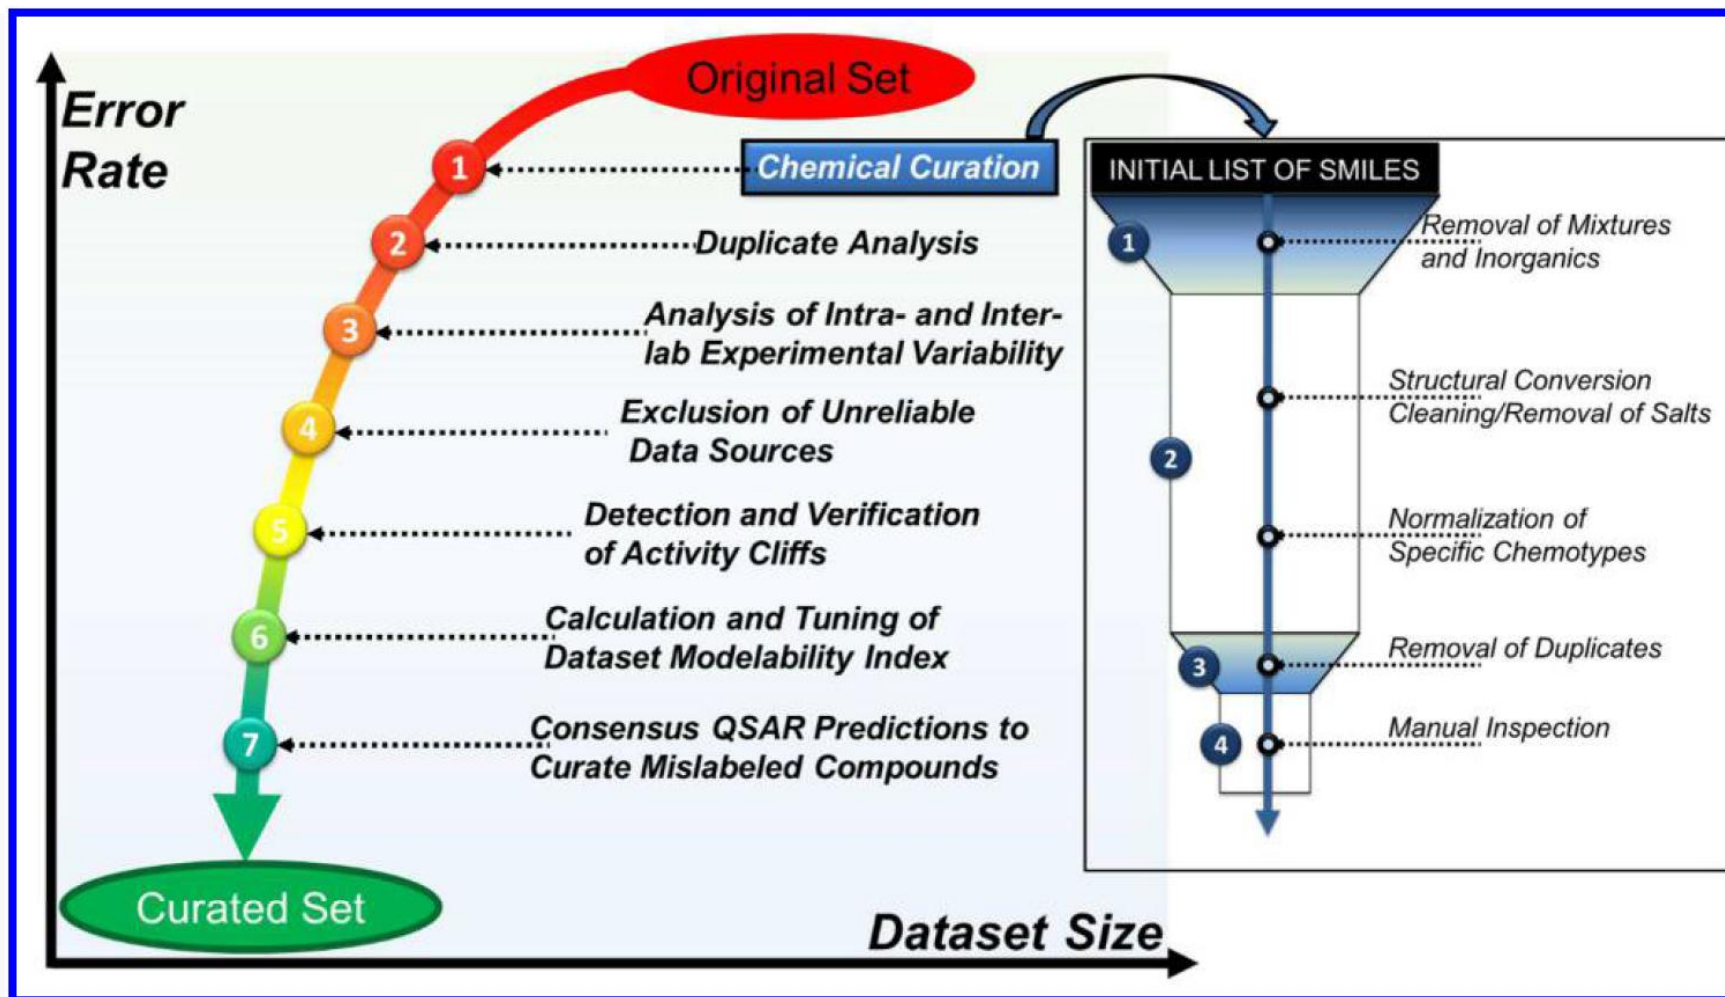 Error
Rate
Original Set
1
Chemical Curation
2
Duplicate Analysis
3
Analysis of Intra- and Inter-
lab Experimental Variability
4
Exclusion of Unreliable
Data Sources
5
Detection and Verification
of Activity Cliffs
6
Calculation and Tuning of
Dataset Modelability Index
7
Consensus QSAR Predictions to
Curate Mislabeled Compounds
Curated Set
Dataset Size
INITIAL LIST OF SMILES
1
Removal of Mixtures
and Inorganics
2
Structural Conversion
Cleaning/Removal of Salts
Normalization of
Specific Chemotypes
3
Removal of Duplicates
4
Manual Inspection